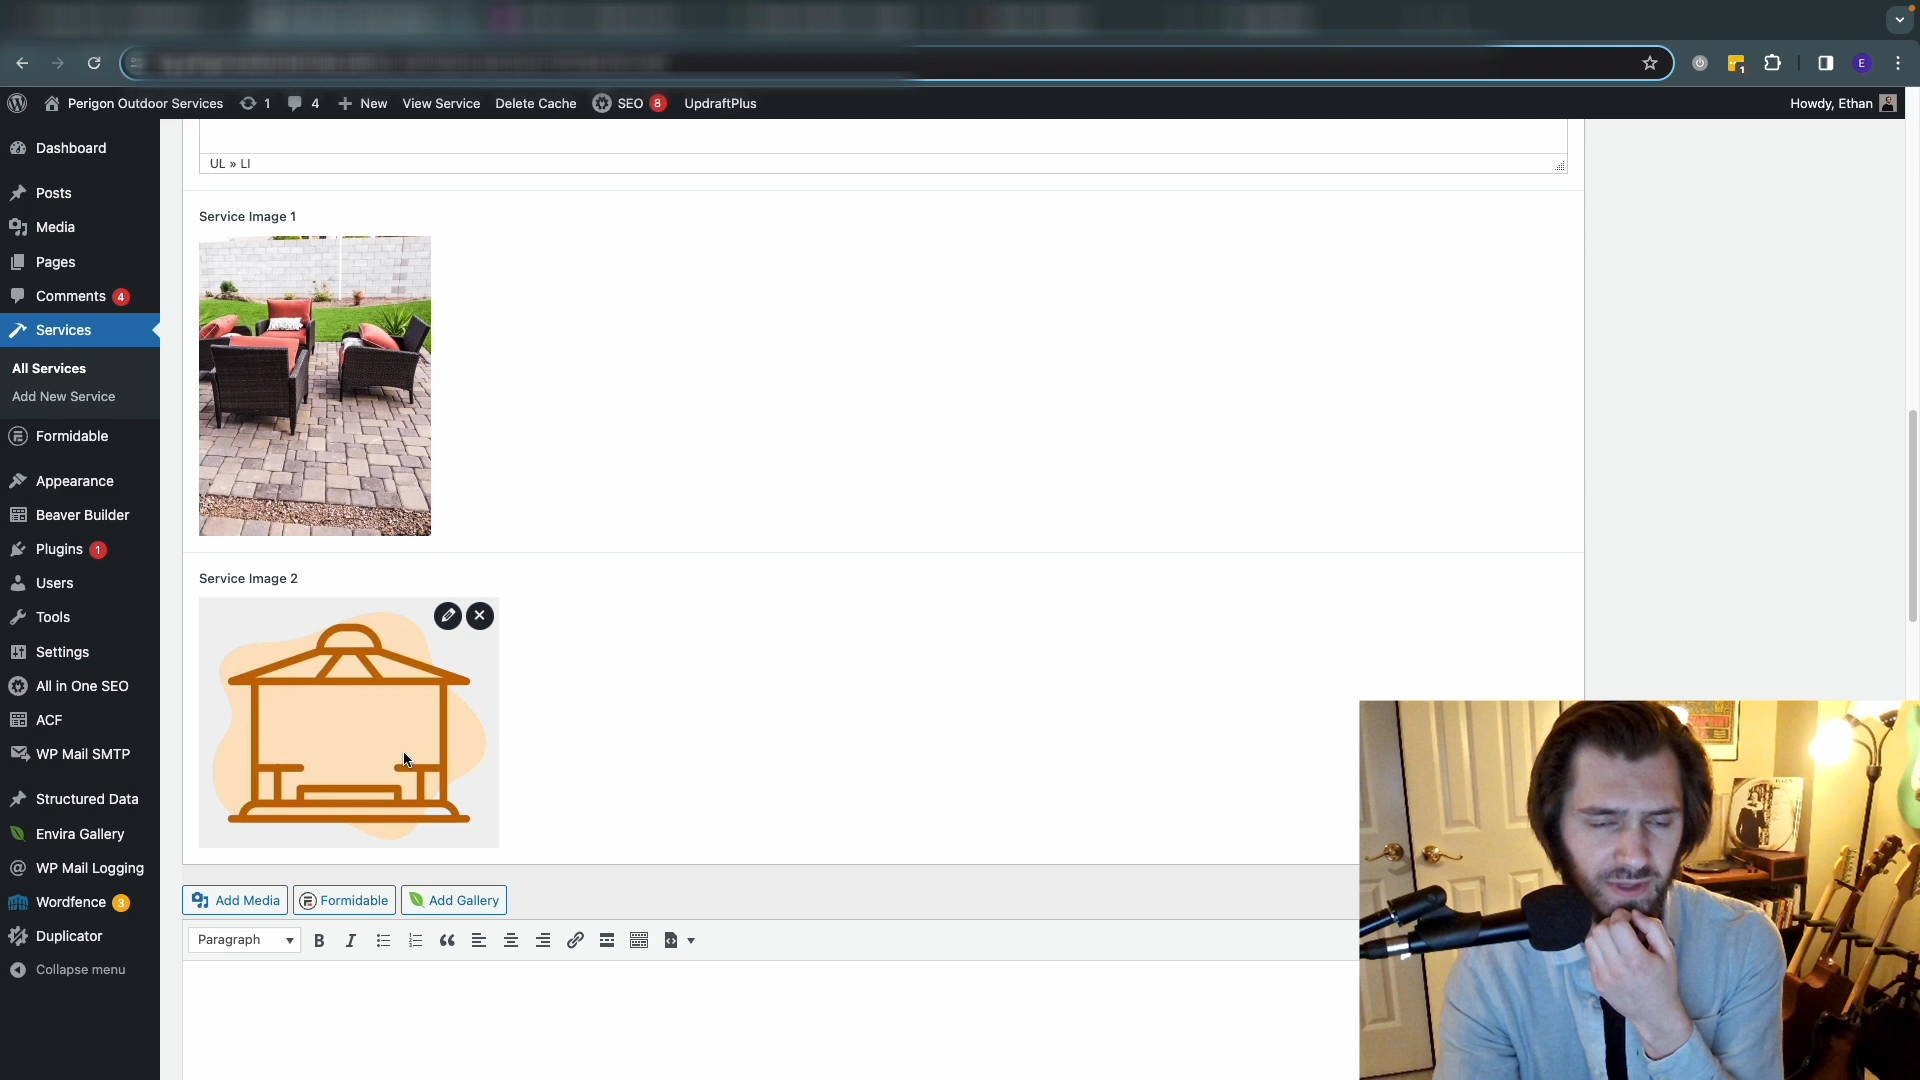 Perigon Outdoor Services 1 4 New View Service Delete Cache SEO 8 UpdraftPlus Howdy, Ethan
E
1
Dashboard
Posts
Media
Pages
Comments 4
Services
All Services
Add New Service
Formidable
Appearance
Beaver Builder
Plugins 1
Users
Tools
Settings
All in One SEO
ACF
WP Mail SMTP
Structured Data
Envira Gallery
WP Mail Logging
Wordfence 3
Duplicator
Collapse menu
UL » LI
Service Image 1
Service Image 2
Add Media Formidable Add Gallery
Paragraph